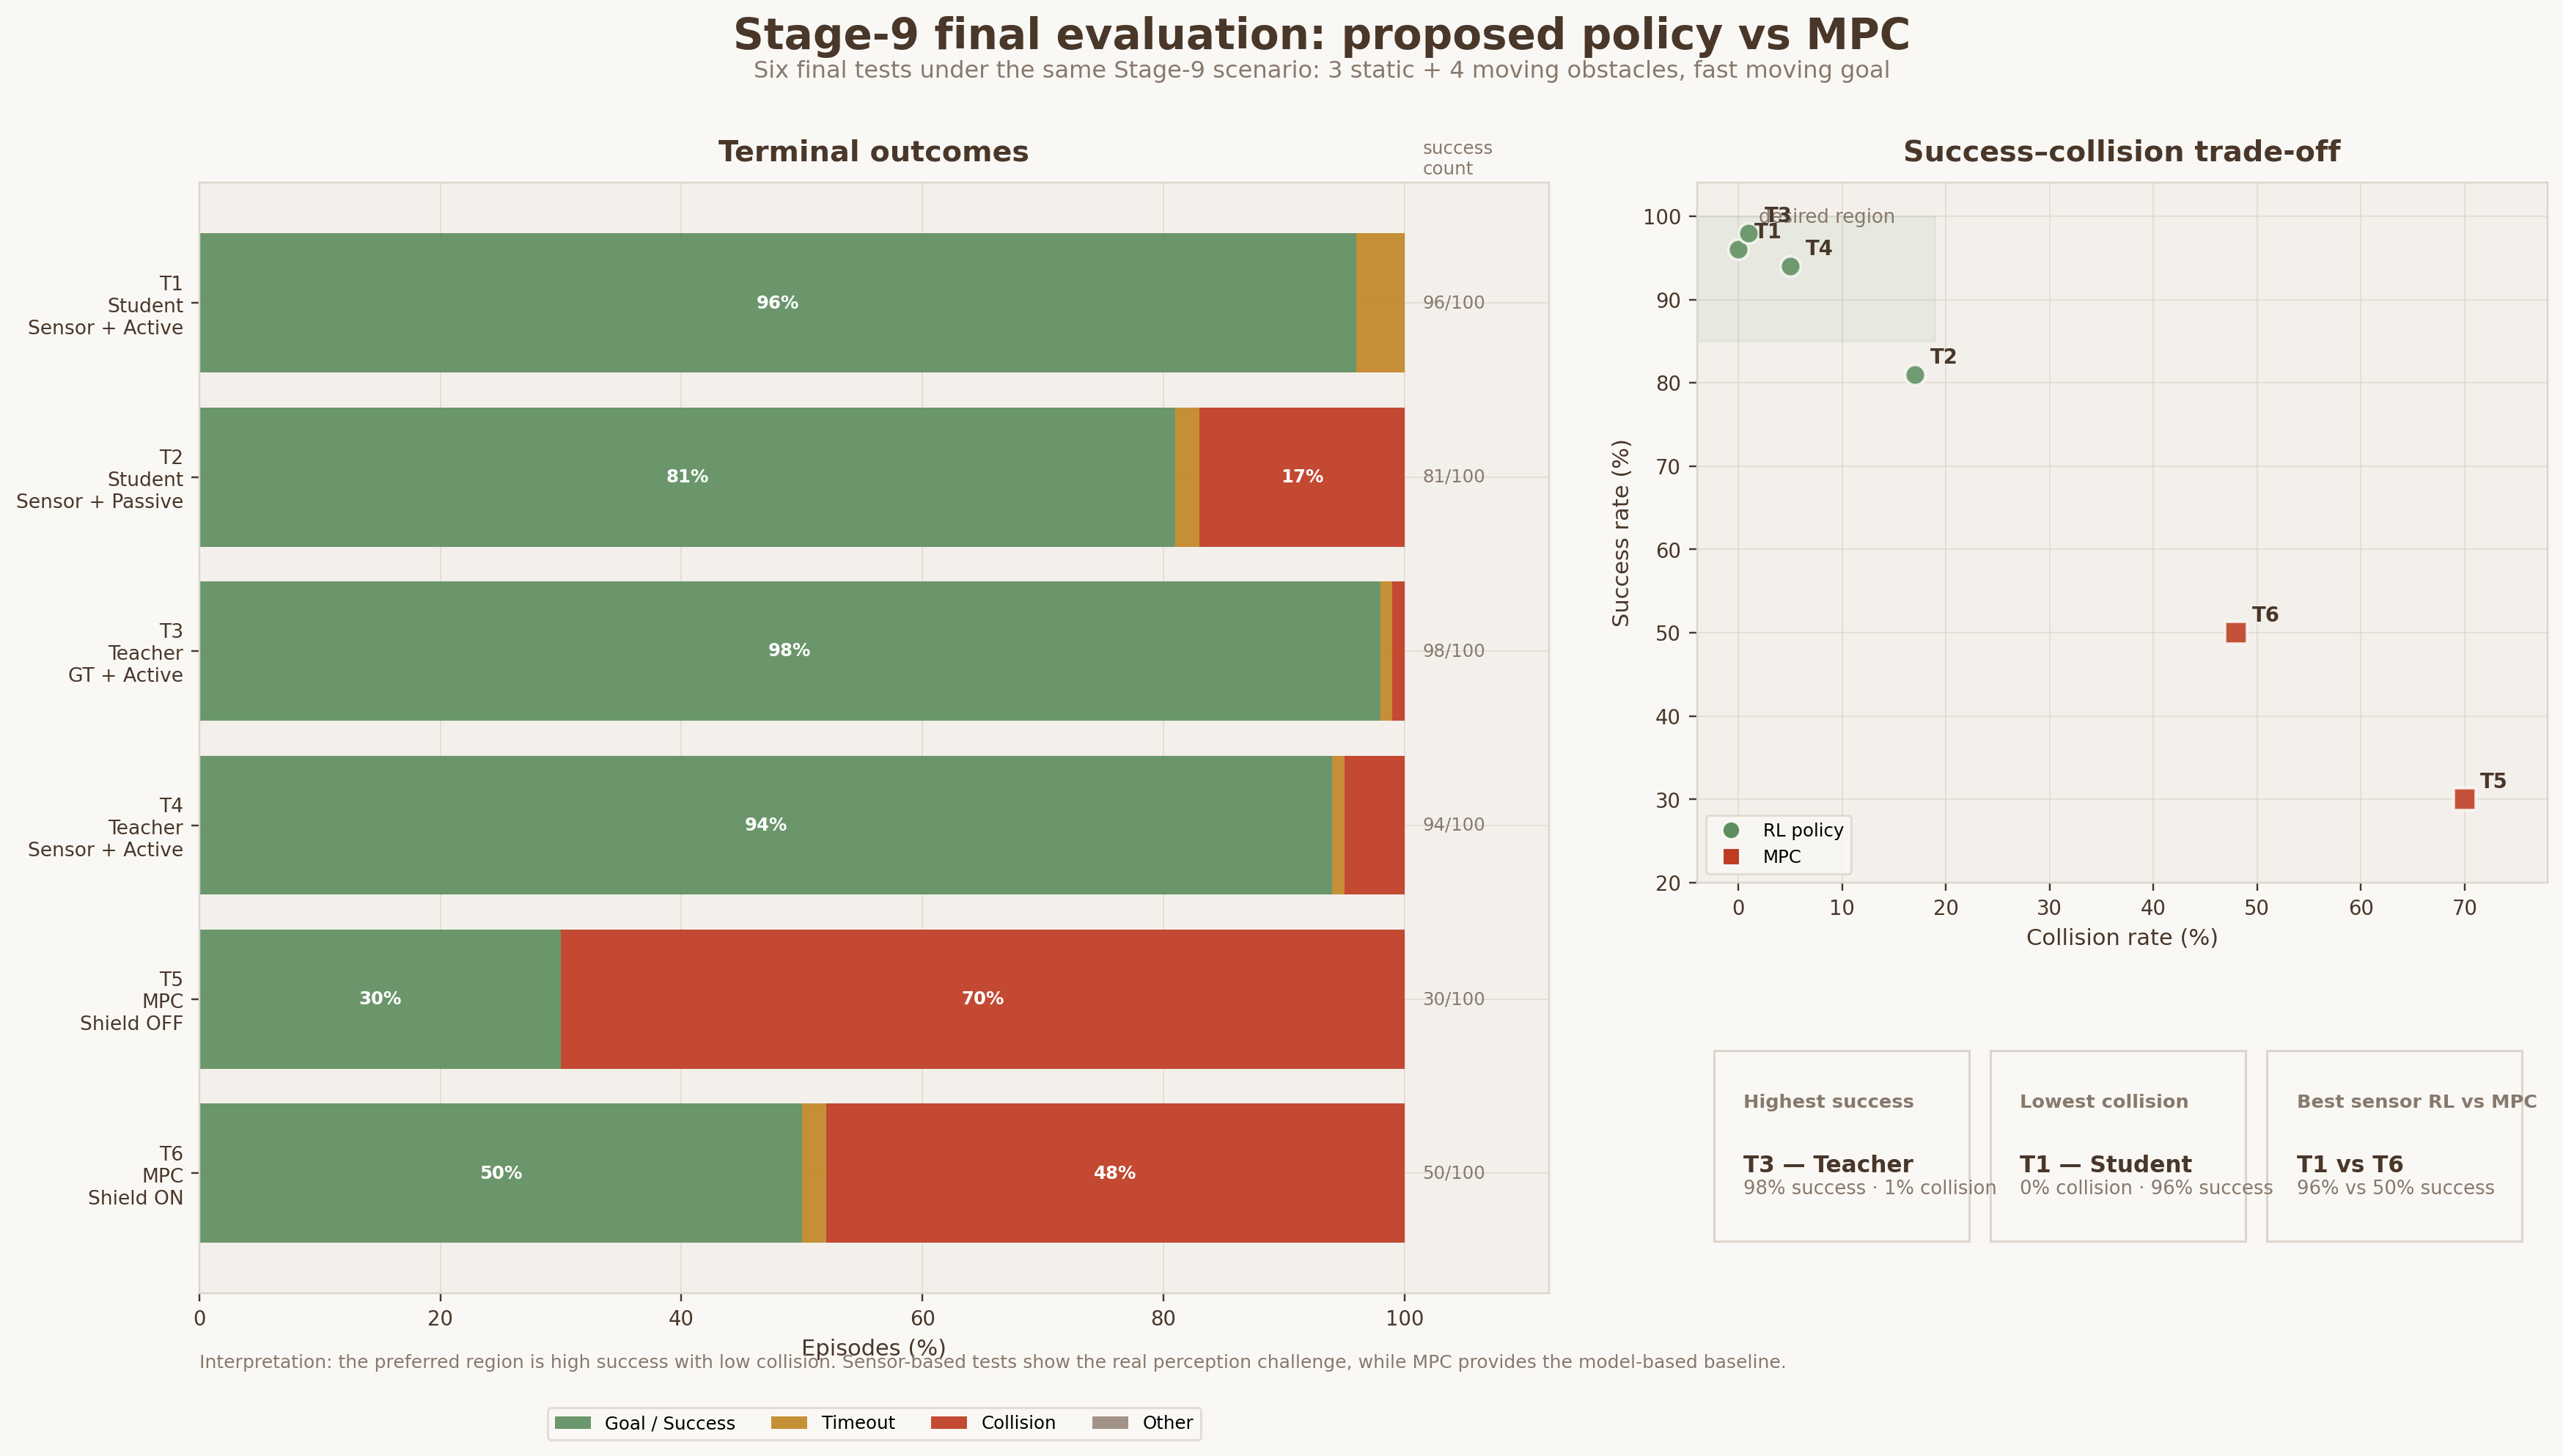 Stage-9 final evaluation: proposed policy vs MPC
Six final tests under the same Stage-9 scenario: 3 static + 4 moving obstacles, fast moving goal
Terminal outcomes
success
count
T1
Student
Sensor + Active
96%
96/100
T2
Student
Sensor + Passive
81%
17%
81/100
T3
Teacher
GT + Active
98%
98/100
T4
Teacher
Sensor + Active
94%
94/100
T5
MPC
Shield OFF
30%
70%
30/100
T6
MPC
Shield ON
50%
48%
50/100
0
20
40
60
80
100
Episodes (%)
Interpretation: the preferred region is high success with low collision. Sensor-based tests show the real perception challenge, while MPC provides the model-based baseline.
Goal / Success
Timeout
Collision
Other
Success–collision trade-off
desired region
T3
T1
T4
T2
T6
T5
100
90
80
70
60
50
40
30
20
Success rate (%)
RL policy
MPC
0
10
20
30
40
50
60
70
Collision rate (%)
Highest success
T3 — Teacher
98% success · 1% collision
Lowest collision
T1 — Student
0% collision · 96% success
Best sensor RL vs MPC
T1 vs T6
96% vs 50% success